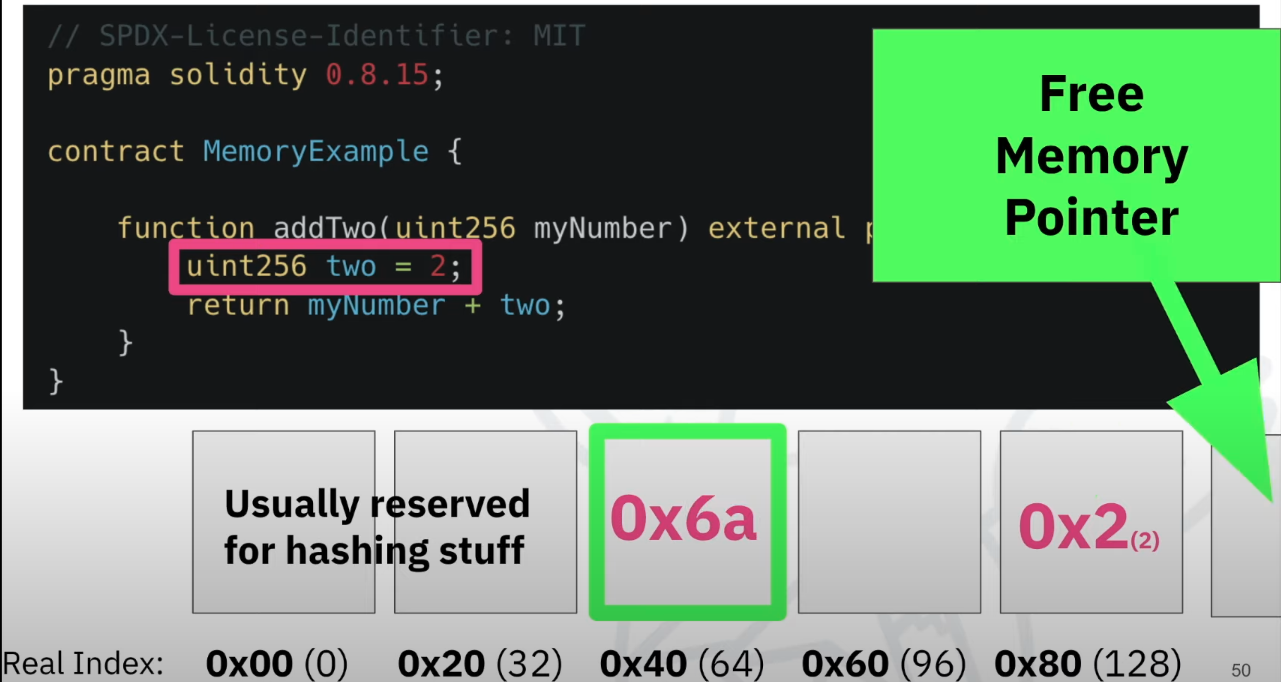 // SPDX-License-Identifier: MIT
pragma solidity 0.8.15;
contract MemoryExample {
function addTwo(uint256 myNumber) external p
uint256 two = 2;
return myNumber + two;
}
}
Free
Memory
Pointer
Usually reserved
for hashing stuff
0x6a
0x2(2)
Real Index: 0x00 (0) 0x20 (32) 0x40 (64) 0x60 (96) 0x80 (128)
50